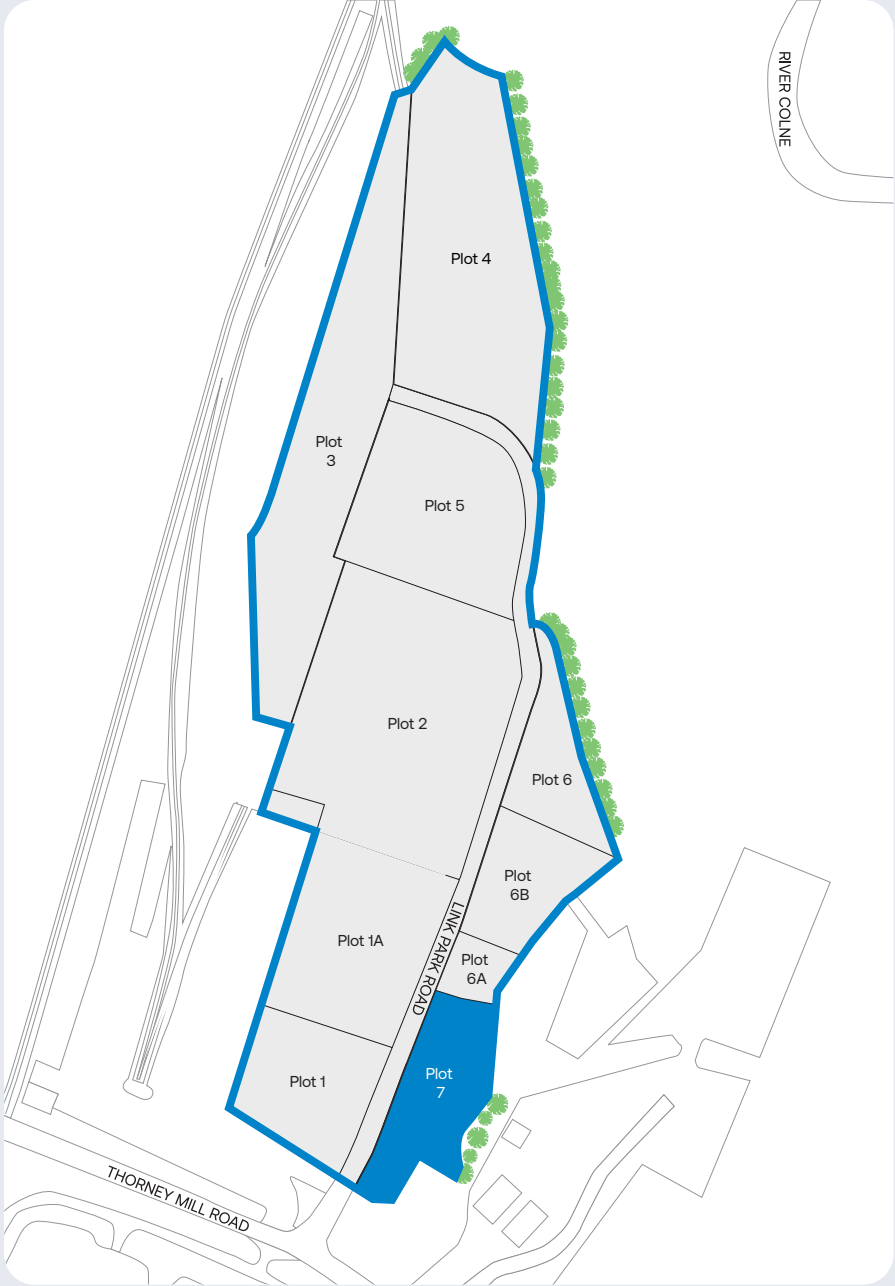 RIVER COLNE
Plot 4
Plot
3
Plot 5
Plot 2
Plot 6
Plot
6B
LINK PARK ROAD
Plot 1A
Plot
6A
Plot 1
Plot
7
THORNEY MILL ROAD